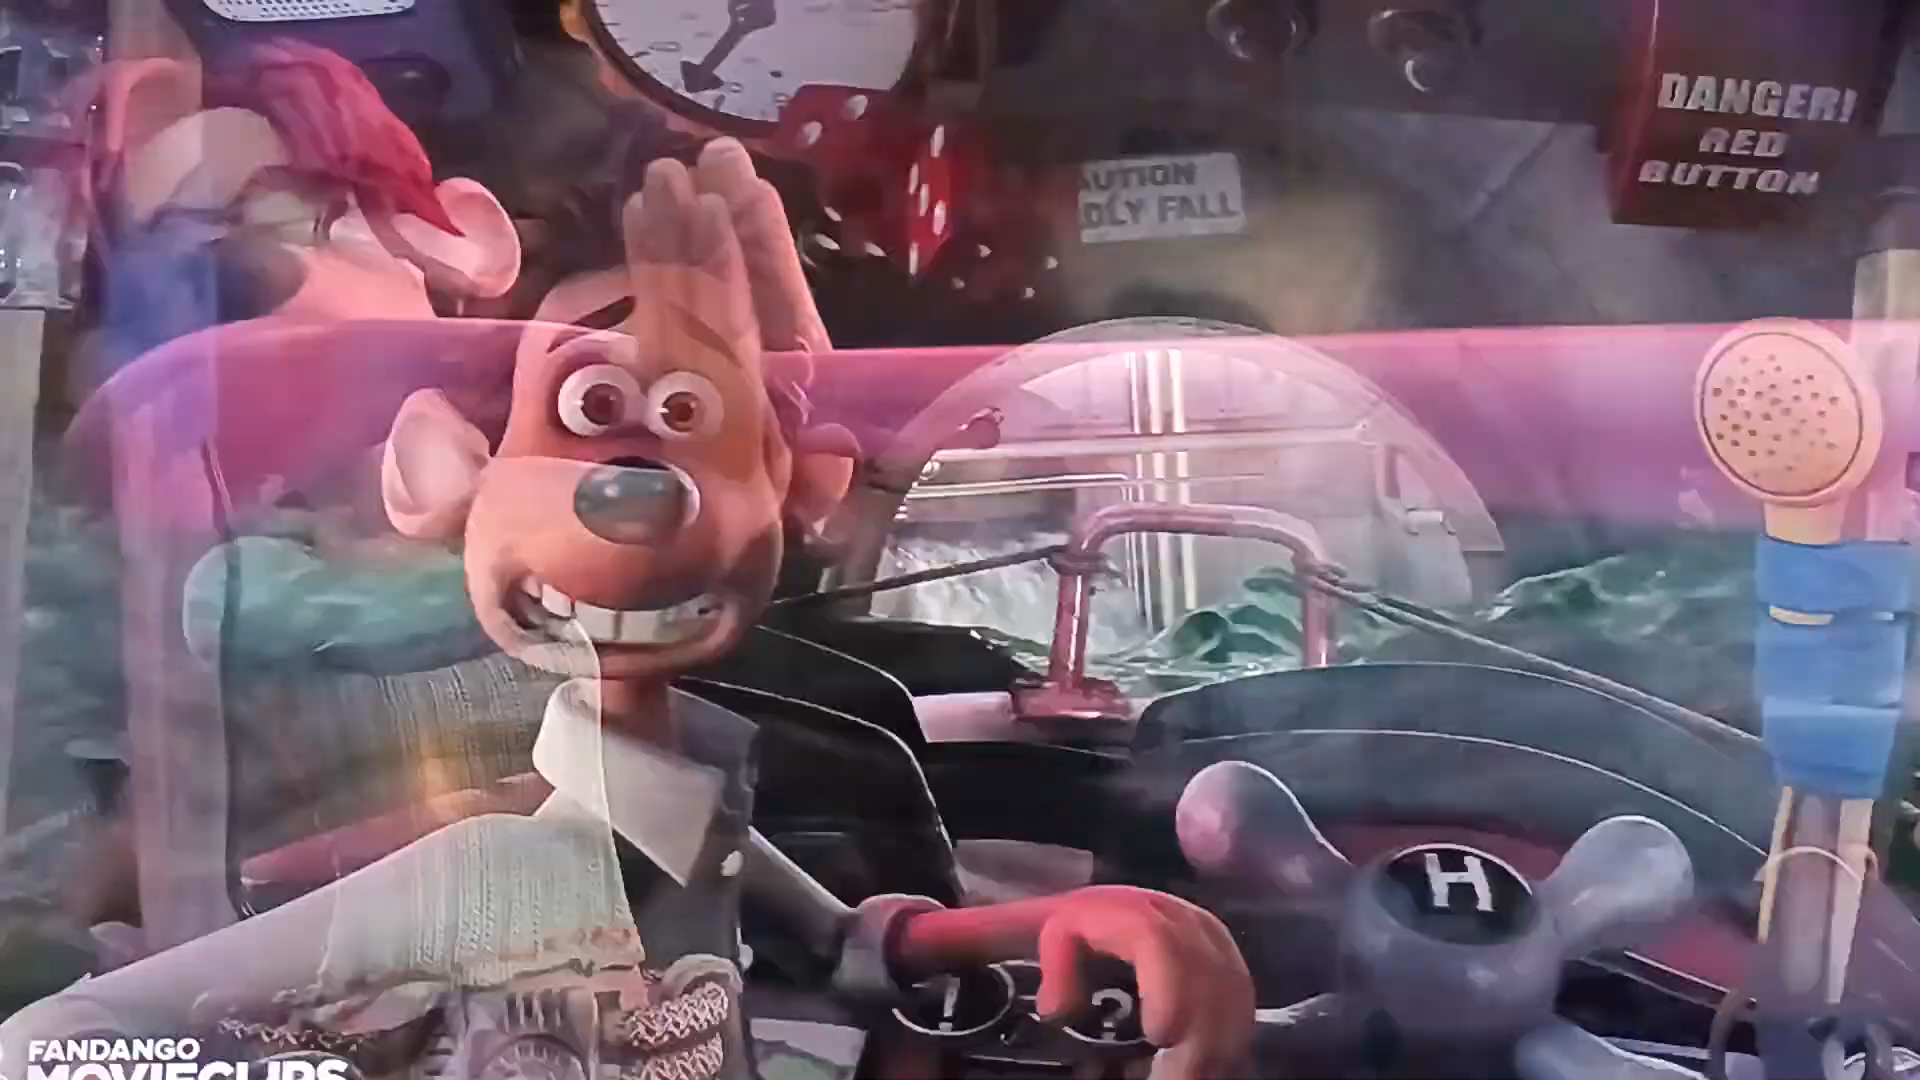 DANGER!
RED
BUTTON
AUTION
DLY FALL
H
!
?
FANDANGO
MOVIECLIPS